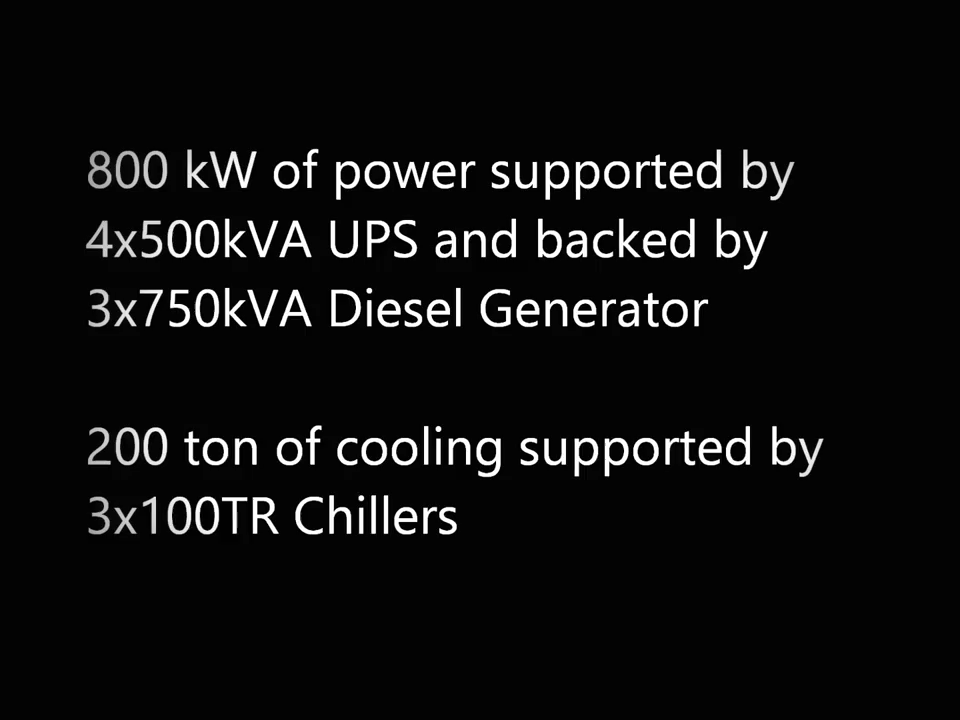 800 kW of power supported by
4x500kVA UPS and backed by
3x750kVA Diesel Generator
200 ton of cooling supported by
3x100TR Chillers